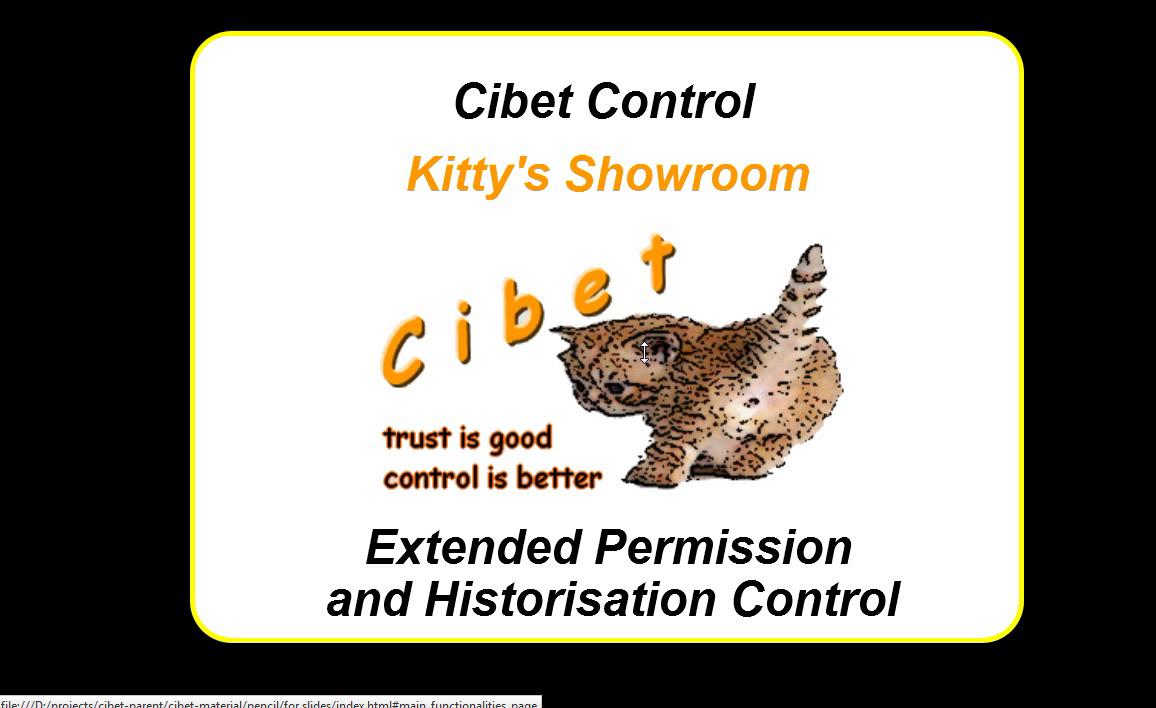 Cibet Control
Kitty's Showroom
Cibet
trust is good
control is better
Extended Permission
and Historisation Control
file:///D:/projects/cibet-parent/cibet-material/pencil/for slides/index.html#main_functionalities_page